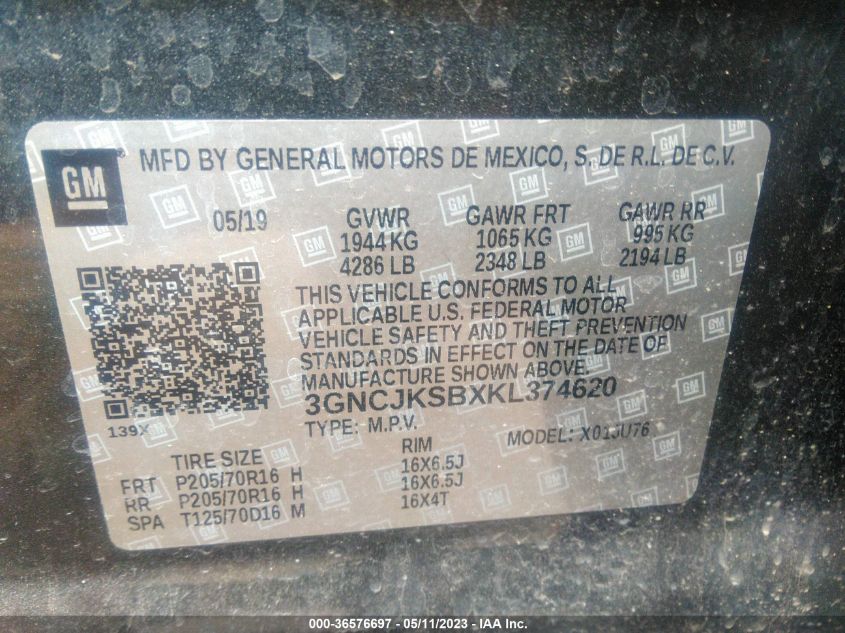 GM
MFD BY GENERAL MOTORS DE MEXICO, S. DE R.L. DE C.V.
05/19 GVWR GAWR FRT GAWR RR
1944 KG 1065 KG 995 KG
4286 LB 2348 LB 2194 LB
THIS VEHICLE CONFORMS TO ALL
APPLICABLE U.S. FEDERAL MOTOR
VEHICLE SAFETY AND THEFT PREVENTION
STANDARDS IN EFFECT ON THE DATE OF
MANUFACTURE SHOWN ABOVE.
3GNCJKSBXKL374620
139X TYPE: M.P.V. MODEL: X01JU76
TIRE SIZE RIM
FRT P205/70R16 H 16X6.5J
RR P205/70R16 H 16X6.5J
SPA T125/70D16 M 16X4T
000-36576697 - 05/11/2023 - IAA Inc.